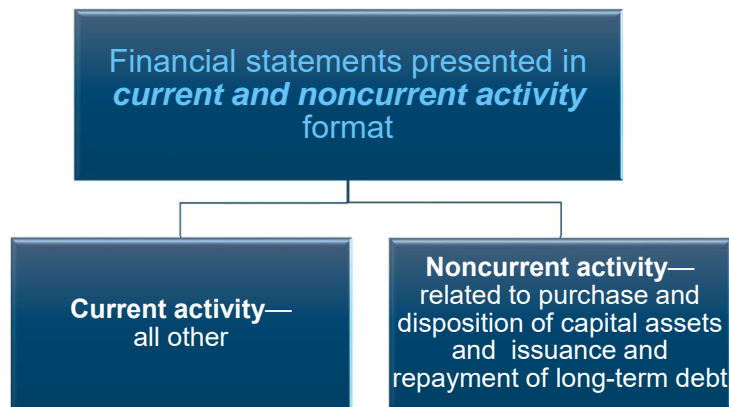 Financial statements presented in
current and noncurrent activity
format
Current activity—
all other
Noncurrent activity—
related to purchase and
disposition of capital assets
and issuance and
repayment of long-term debt